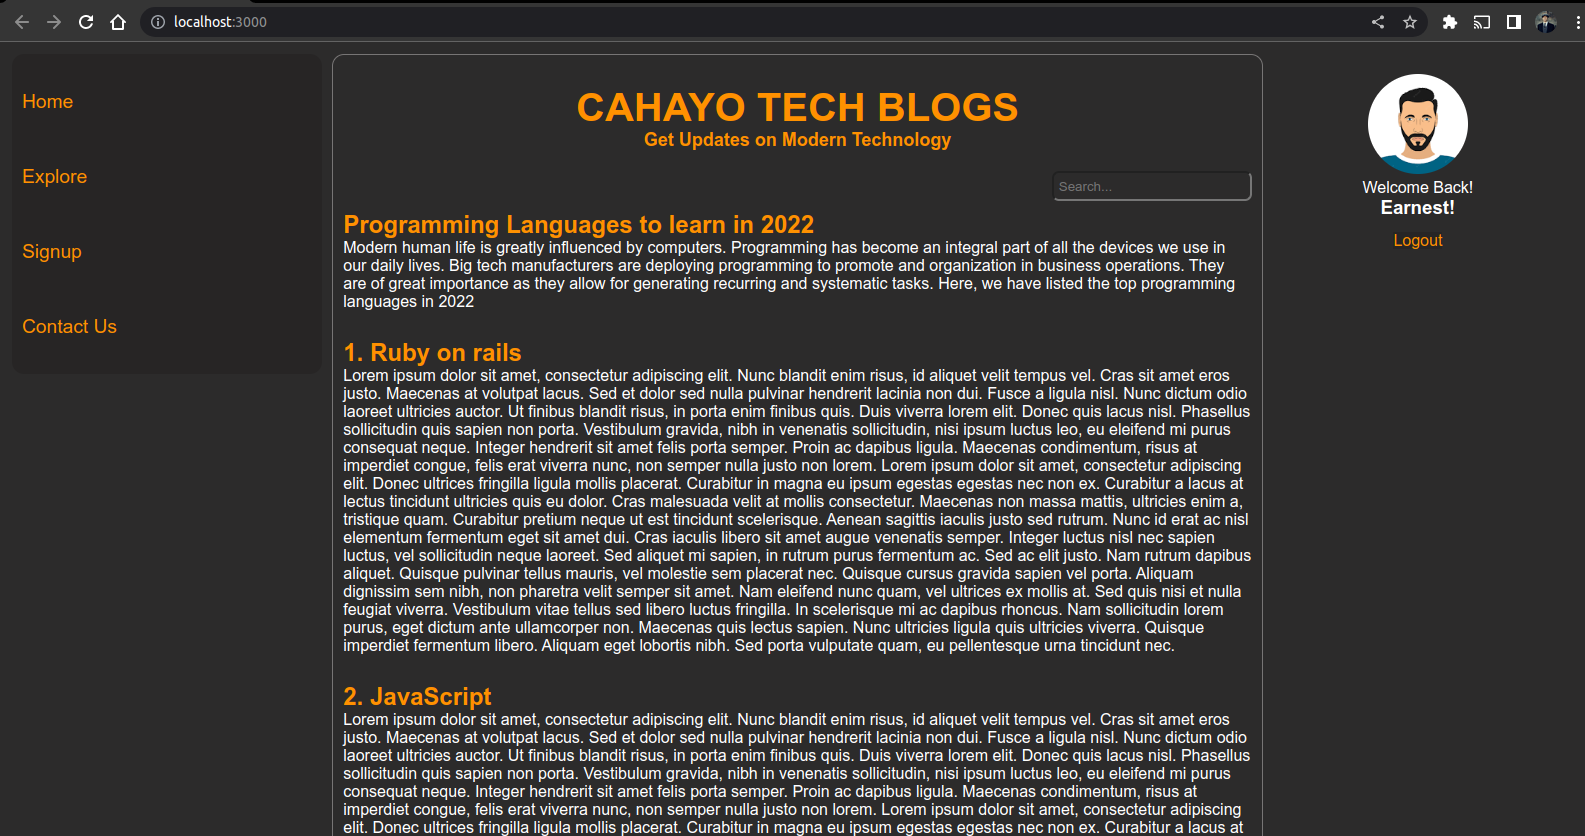 localhost:3000
Home
Explore
Signup
Contact Us
CAHAYO TECH BLOGS
Get Updates on Modern Technology
Search...
Programming Languages to learn in 2022
Modern human life is greatly influenced by computers. Programming has become an integral part of all the devices we use in
our daily lives. Big tech manufacturers are deploying programming to promote and organization in business operations. They
are of great importance as they allow for generating recurring and systematic tasks. Here, we have listed the top programming
languages in 2022
1. Ruby on rails
Lorem ipsum dolor sit amet, consectetur adipiscing elit. Nunc blandit enim risus, id aliquet velit tempus vel. Cras sit amet eros
justo. Maecenas at volutpat lacus. Sed et dolor sed nulla pulvinar hendrerit lacinia non dui. Fusce a ligula nisl. Nunc dictum odio
laoreet ultricies auctor. Ut finibus blandit risus, in porta enim finibus quis. Duis viverra lorem elit. Donec quis lacus nisl. Phasellus
sollicitudin quis sapien non porta. Vestibulum gravida, nibh in venenatis sollicitudin, nisi ipsum luctus leo, eu eleifend mi purus
consequat neque. Integer hendrerit sit amet felis porta semper. Proin ac dapibus ligula. Maecenas condimentum, risus at
imperdiet congue, felis erat viverra nunc, non semper nulla justo non lorem. Lorem ipsum dolor sit amet, consectetur adipiscing
elit. Donec ultrices fringilla ligula mollis placerat. Curabitur in magna eu ipsum egestas egestas nec non ex. Curabitur a lacus at
lectus tincidunt ultricies quis eu dolor. Cras malesuada velit at mollis consectetur. Maecenas non massa mattis, ultricies enim a,
tristique quam. Curabitur pretium neque ut est tincidunt scelerisque. Aenean sagittis iaculis justo sed rutrum. Nunc id erat ac nisl
elementum fermentum eget sit amet dui. Cras iaculis libero sit amet augue venenatis semper. Integer luctus nisl nec sapien
luctus, vel sollicitudin neque laoreet. Sed aliquet mi sapien, in rutrum purus fermentum ac. Sed ac elit justo. Nam rutrum dapibus
aliquet. Quisque pulvinar tellus mauris, vel molestie sem placerat nec. Quisque cursus gravida sapien vel porta. Aliquam
dignissim sem nibh, non pharetra velit semper sit amet. Nam eleifend nunc quam, vel ultrices ex mollis at. Sed quis nisi et nulla
feugiat viverra. Vestibulum vitae tellus sed libero luctus fringilla. In scelerisque mi ac dapibus rhoncus. Nam sollicitudin lorem
purus, eget dictum ante ullamcorper non. Maecenas quis lectus sapien. Nunc ultricies ligula quis ultricies viverra. Quisque
imperdiet fermentum libero. Aliquam eget lobortis nibh. Sed porta vulputate quam, eu pellentesque urna tincidunt nec.
2. JavaScript
Lorem ipsum dolor sit amet, consectetur adipiscing elit. Nunc blandit enim risus, id aliquet velit tempus vel. Cras sit amet eros
justo. Maecenas at volutpat lacus. Sed et dolor sed nulla pulvinar hendrerit lacinia non dui. Fusce a ligula nisl. Nunc dictum odio
laoreet ultricies auctor. Ut finibus blandit risus, in porta enim finibus quis. Duis viverra lorem elit. Donec quis lacus nisl. Phasellus
sollicitudin quis sapien non porta. Vestibulum gravida, nibh in venenatis sollicitudin, nisi ipsum luctus leo, eu eleifend mi purus
consequat neque. Integer hendrerit sit amet felis porta semper. Proin ac dapibus ligula. Maecenas condimentum, risus at
imperdiet congue, felis erat viverra nunc, non semper nulla justo non lorem. Lorem ipsum dolor sit amet, consectetur adipiscing
elit. Donec ultrices fringilla ligula mollis placerat. Curabitur in magna eu ipsum egestas egestas nec non ex. Curabitur a lacus at
Welcome Back!
Earnest!
Logout